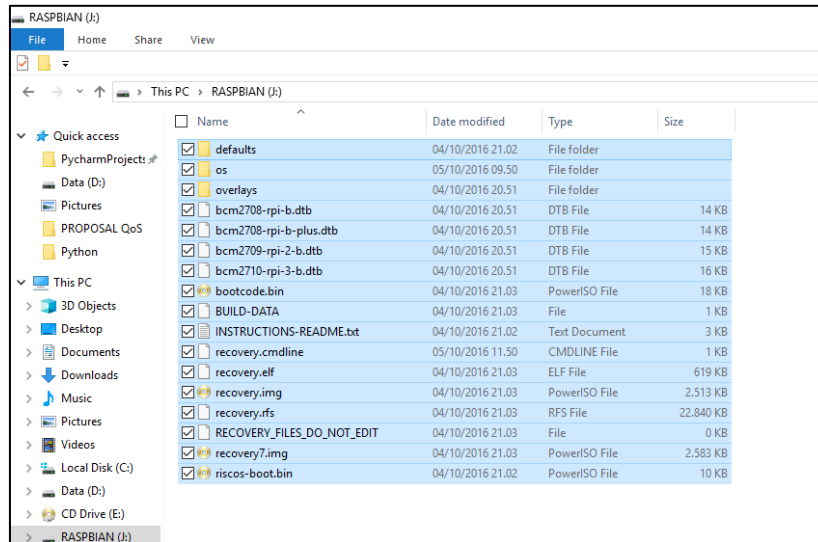 RASPBIAN (J:)
File Home Share View
This PC > RASPBIAN (J:)
Name Date modified Type Size
Quick access
PycharmProjects
Data (D:)
Pictures
PROPOSAL QoS
Python
This PC
3D Objects
Desktop
Documents
Downloads
Music
Pictures
Videos
Local Disk (C:)
Data (D:)
CD Drive (E:)
RASPBIAN (J:)
defaults 04/10/2016 21.02 File folder
os 05/10/2016 09.50 File folder
overlays 04/10/2016 20.51 File folder
bcm2708-rpi-b.dtb 04/10/2016 20.51 DTB File 14 KB
bcm2708-rpi-b-plus.dtb 04/10/2016 20.51 DTB File 14 KB
bcm2709-rpi-2-b.dtb 04/10/2016 20.51 DTB File 15 KB
bcm2710-rpi-3-b.dtb 04/10/2016 20.51 DTB File 16 KB
bootcode.bin 04/10/2016 21.03 PowerISO File 18 KB
BUILD-DATA 04/10/2016 21.03 File 1 KB
INSTRUCTIONS-README.txt 04/10/2016 21.02 Text Document 3 KB
recovery.cmdline 05/10/2016 11.50 CMDLINE File 1 KB
recovery.elf 04/10/2016 21.03 ELF File 619 KB
recovery.img 04/10/2016 21.03 PowerISO File 2.513 KB
recovery.rfs 04/10/2016 21.03 RFS File 22.840 KB
RECOVERY_FILES_DO_NOT_EDIT 04/10/2016 21.03 File 0 KB
recovery7.img 04/10/2016 21.03 PowerISO File 2.583 KB
riscos-boot.bin 04/10/2016 21.02 PowerISO File 10 KB